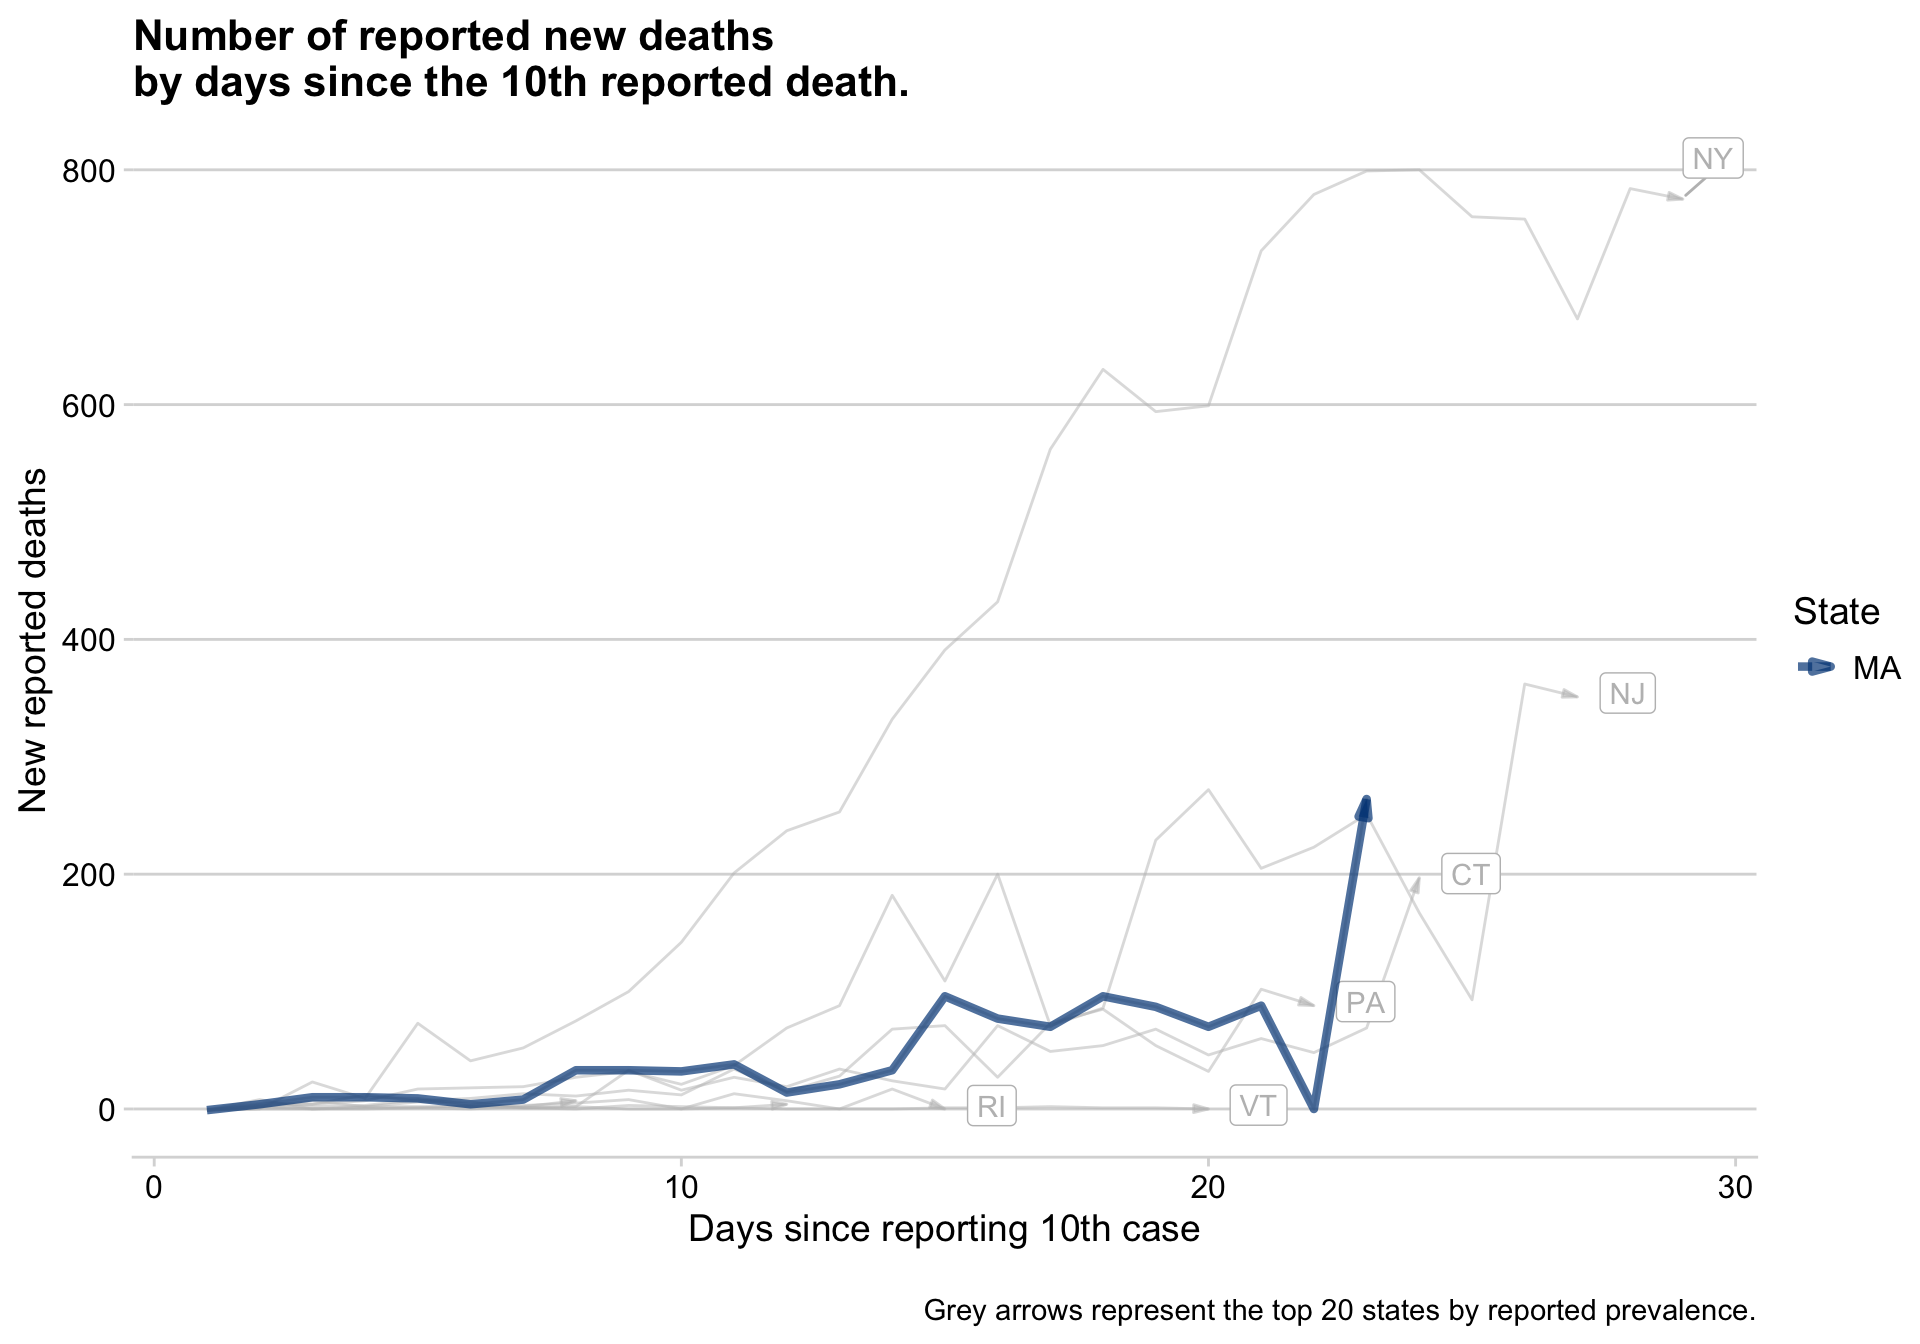 Number of reported new deaths
by days since the 10th reported death.
800
600
400
200
0
New reported deaths
NY
NJ
CT
PA
RI
VT
State
MA
0
10
20
30
Days since reporting 10th case
Grey arrows represent the top 20 states by reported prevalence.